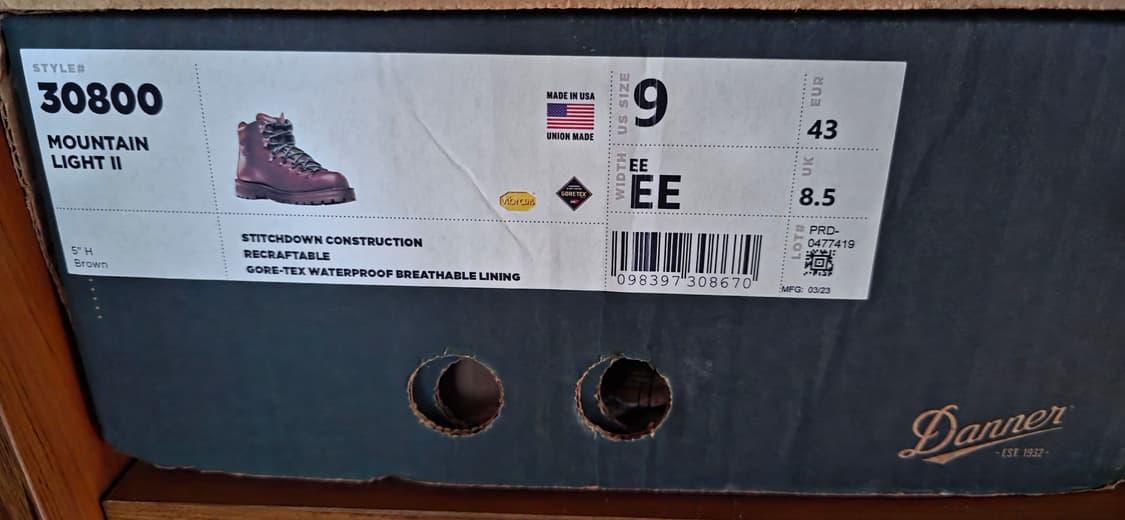 STYLE#
30800
MOUNTAIN
LIGHT II
5" H
Brown
MADE IN USA
UNION MADE
vibram
GORE-TEX
STITCHDOWN CONSTRUCTION
RECRAFTABLE
GORE-TEX WATERPROOF BREATHABLE LINING
US SIZE
9
EUR
43
WIDTH
EE
EE
UK
8.5
098397 308670
LOT#
PRD-
0477419
MFG: 03/23
Danner
- EST. 1932 -